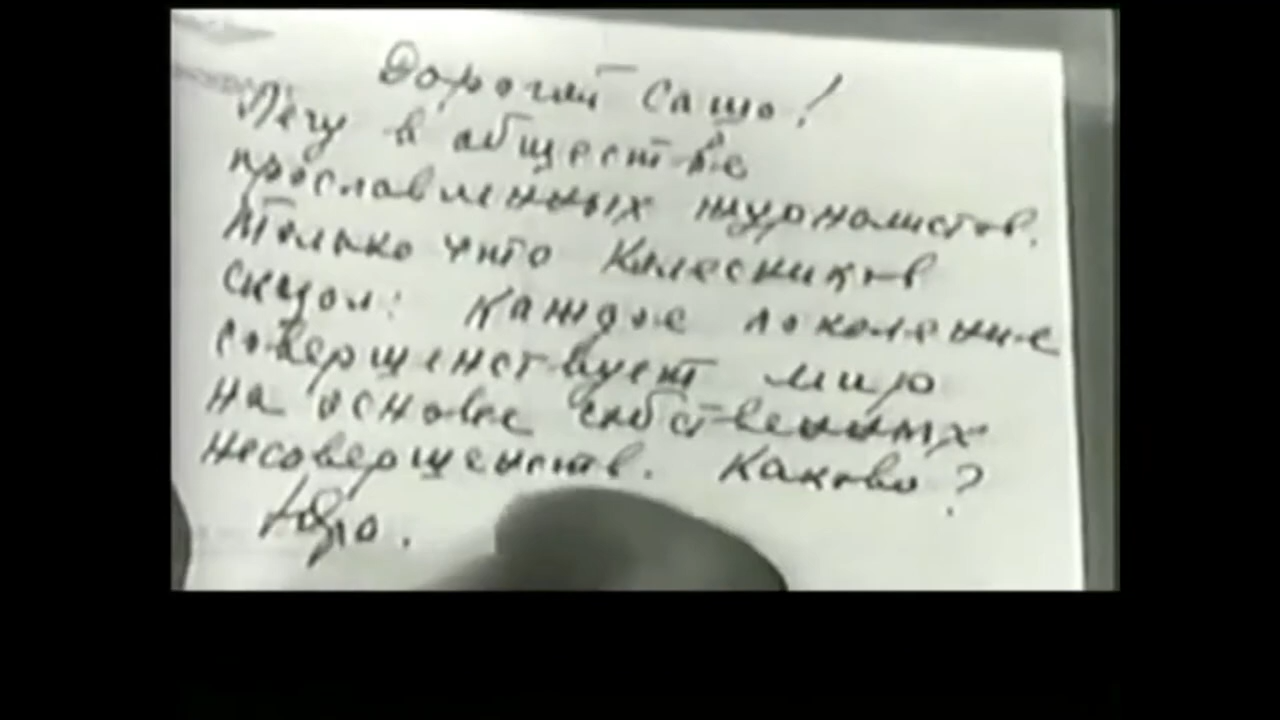 Дорогой Саша!
Лечу в обществе
прославленных журналистов.
Только что Колесников
сказал: Каждое поколение
совершенствует мир
на основе собственных
несовершенств. Каково?
Юра.